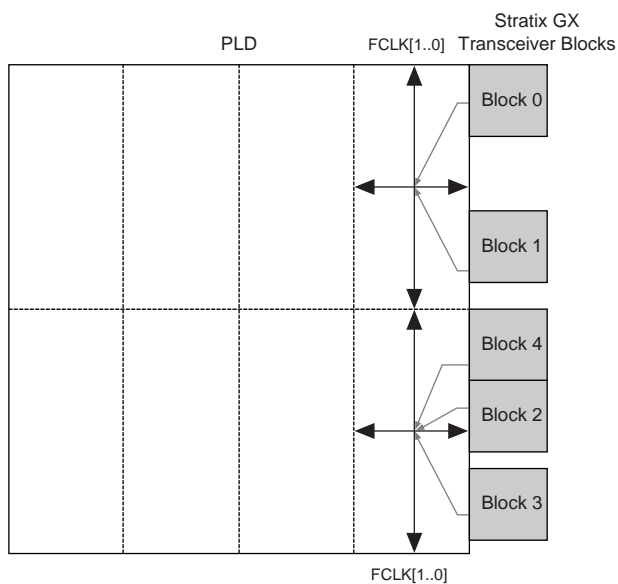 Stratix GX
PLD FCLK[1..0] Transceiver Blocks
Block 0
Block 1
Block 4
Block 2
Block 3
FCLK[1..0]